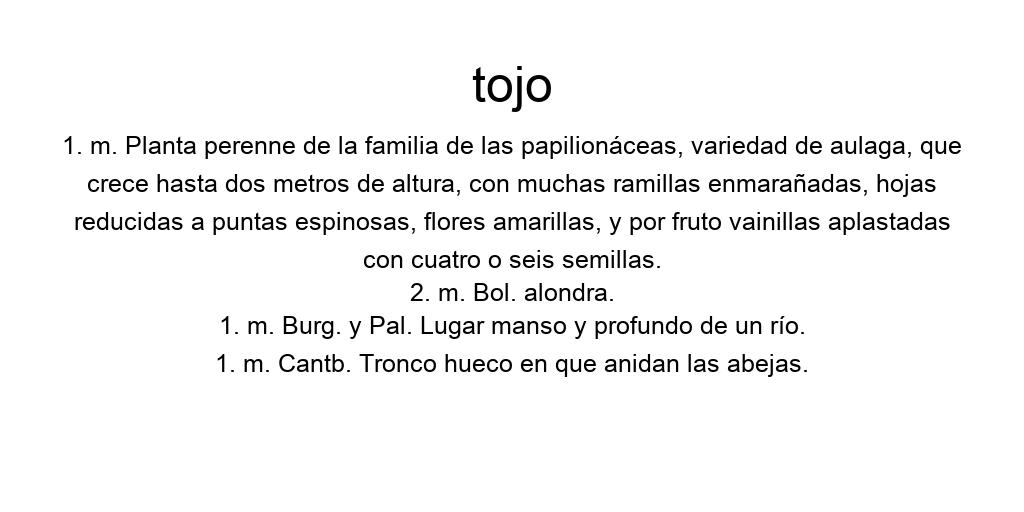 tojo
1. m. Planta perenne de la familia de las papilionáceas, variedad de aulaga, que
crece hasta dos metros de altura, con muchas ramillas enmarañadas, hojas
reducidas a puntas espinosas, flores amarillas, y por fruto vainillas aplastadas
con cuatro o seis semillas.
2. m. Bol. alondra.
1. m. Burg. y Pal. Lugar manso y profundo de un río.
1. m. Cantb. Tronco hueco en que anidan las abejas.